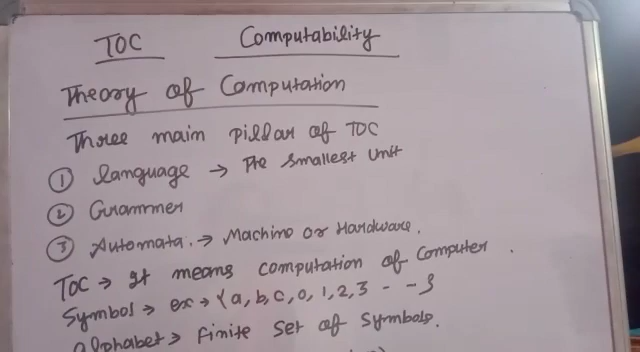 TOC Computability
Theory of Computation
Three main pillar of TOC
① language → The smallest unit
② Grammer
③ Automata. → Machine or Hardware.
TOC → It means computation of Computer.
Symbol → ex → {a, b, c, 0, 1, 2, 3 - - }
Alphabet → Finite Set of Symbols.